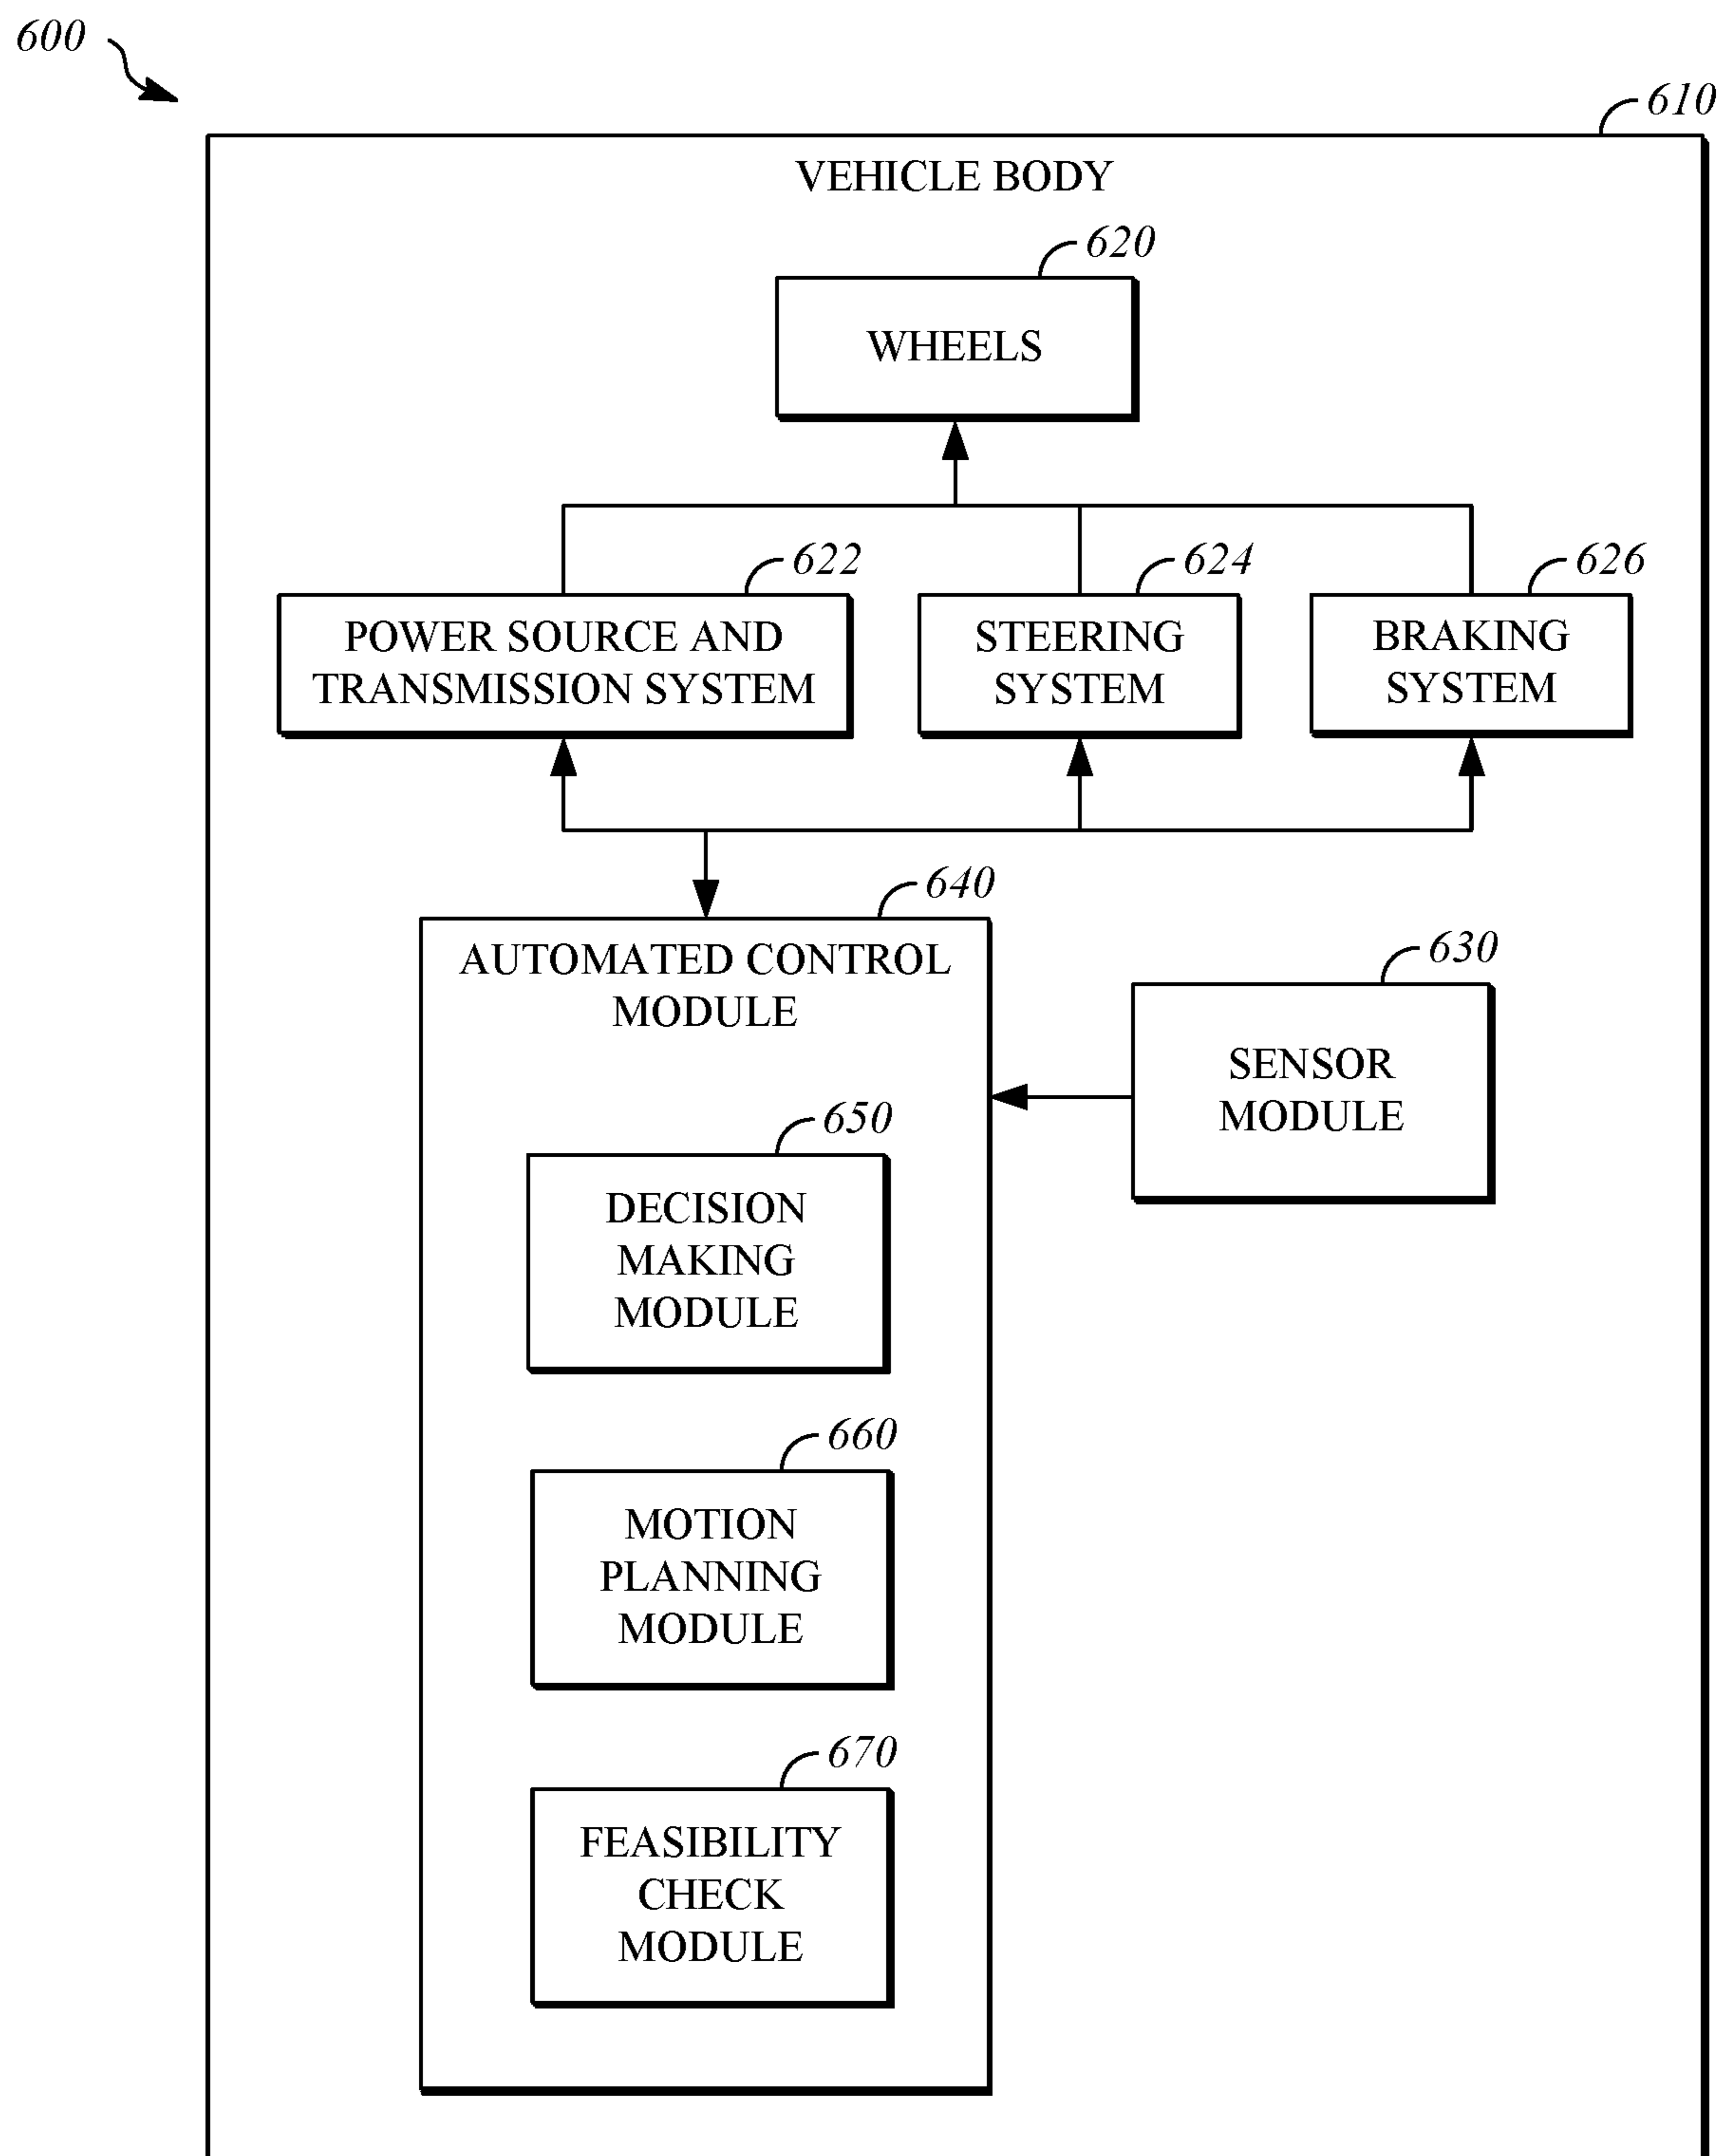 600
610
VEHICLE BODY
620
WHEELS
622
POWER SOURCE AND
TRANSMISSION SYSTEM
624
STEERING
SYSTEM
626
BRAKING
SYSTEM
640
AUTOMATED CONTROL
MODULE
630
SENSOR
MODULE
650
DECISION
MAKING
MODULE
660
MOTION
PLANNING
MODULE
670
FEASIBILITY
CHECK
MODULE